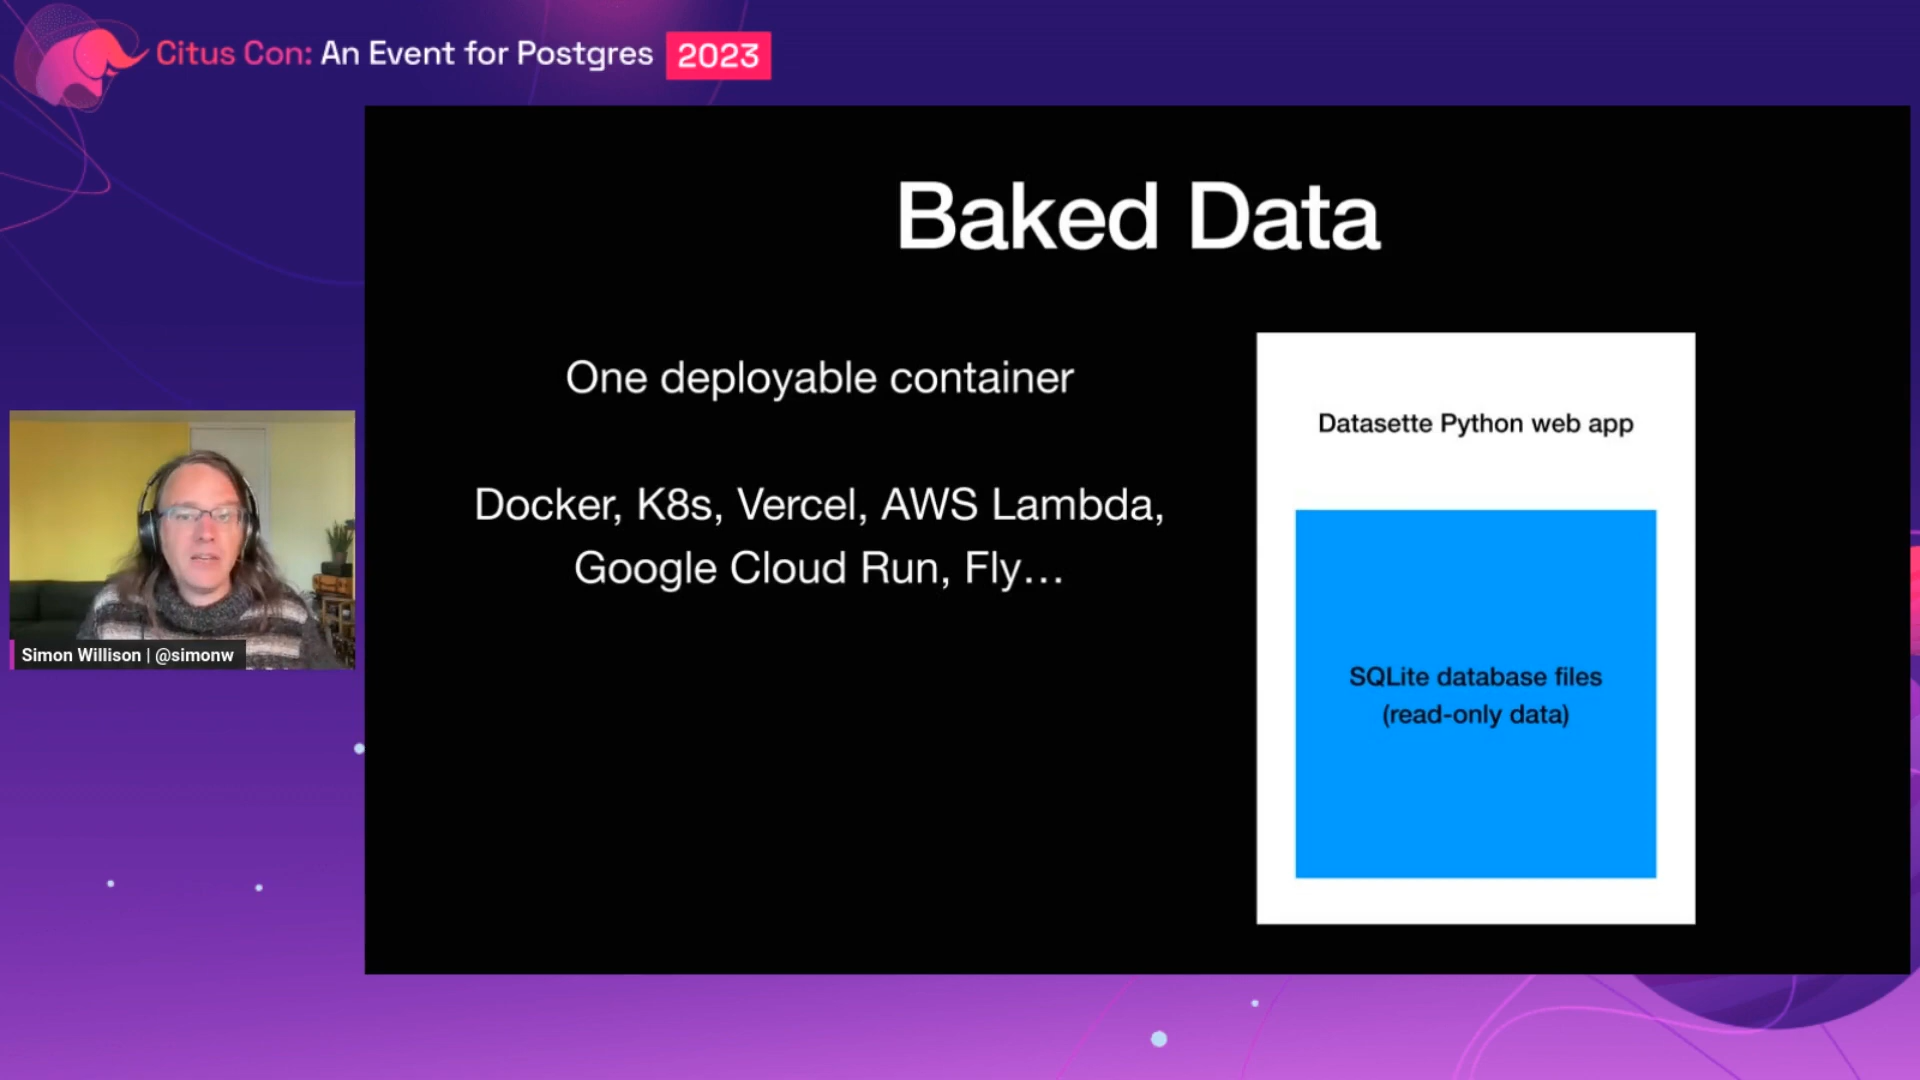 Citus Con: An Event for Postgres 2023
Baked Data
One deployable container
Docker, K8s, Vercel, AWS Lambda,
Google Cloud Run, Fly…
Datasette Python web app
SQLite database files
(read-only data)
Simon Willison | @simonw